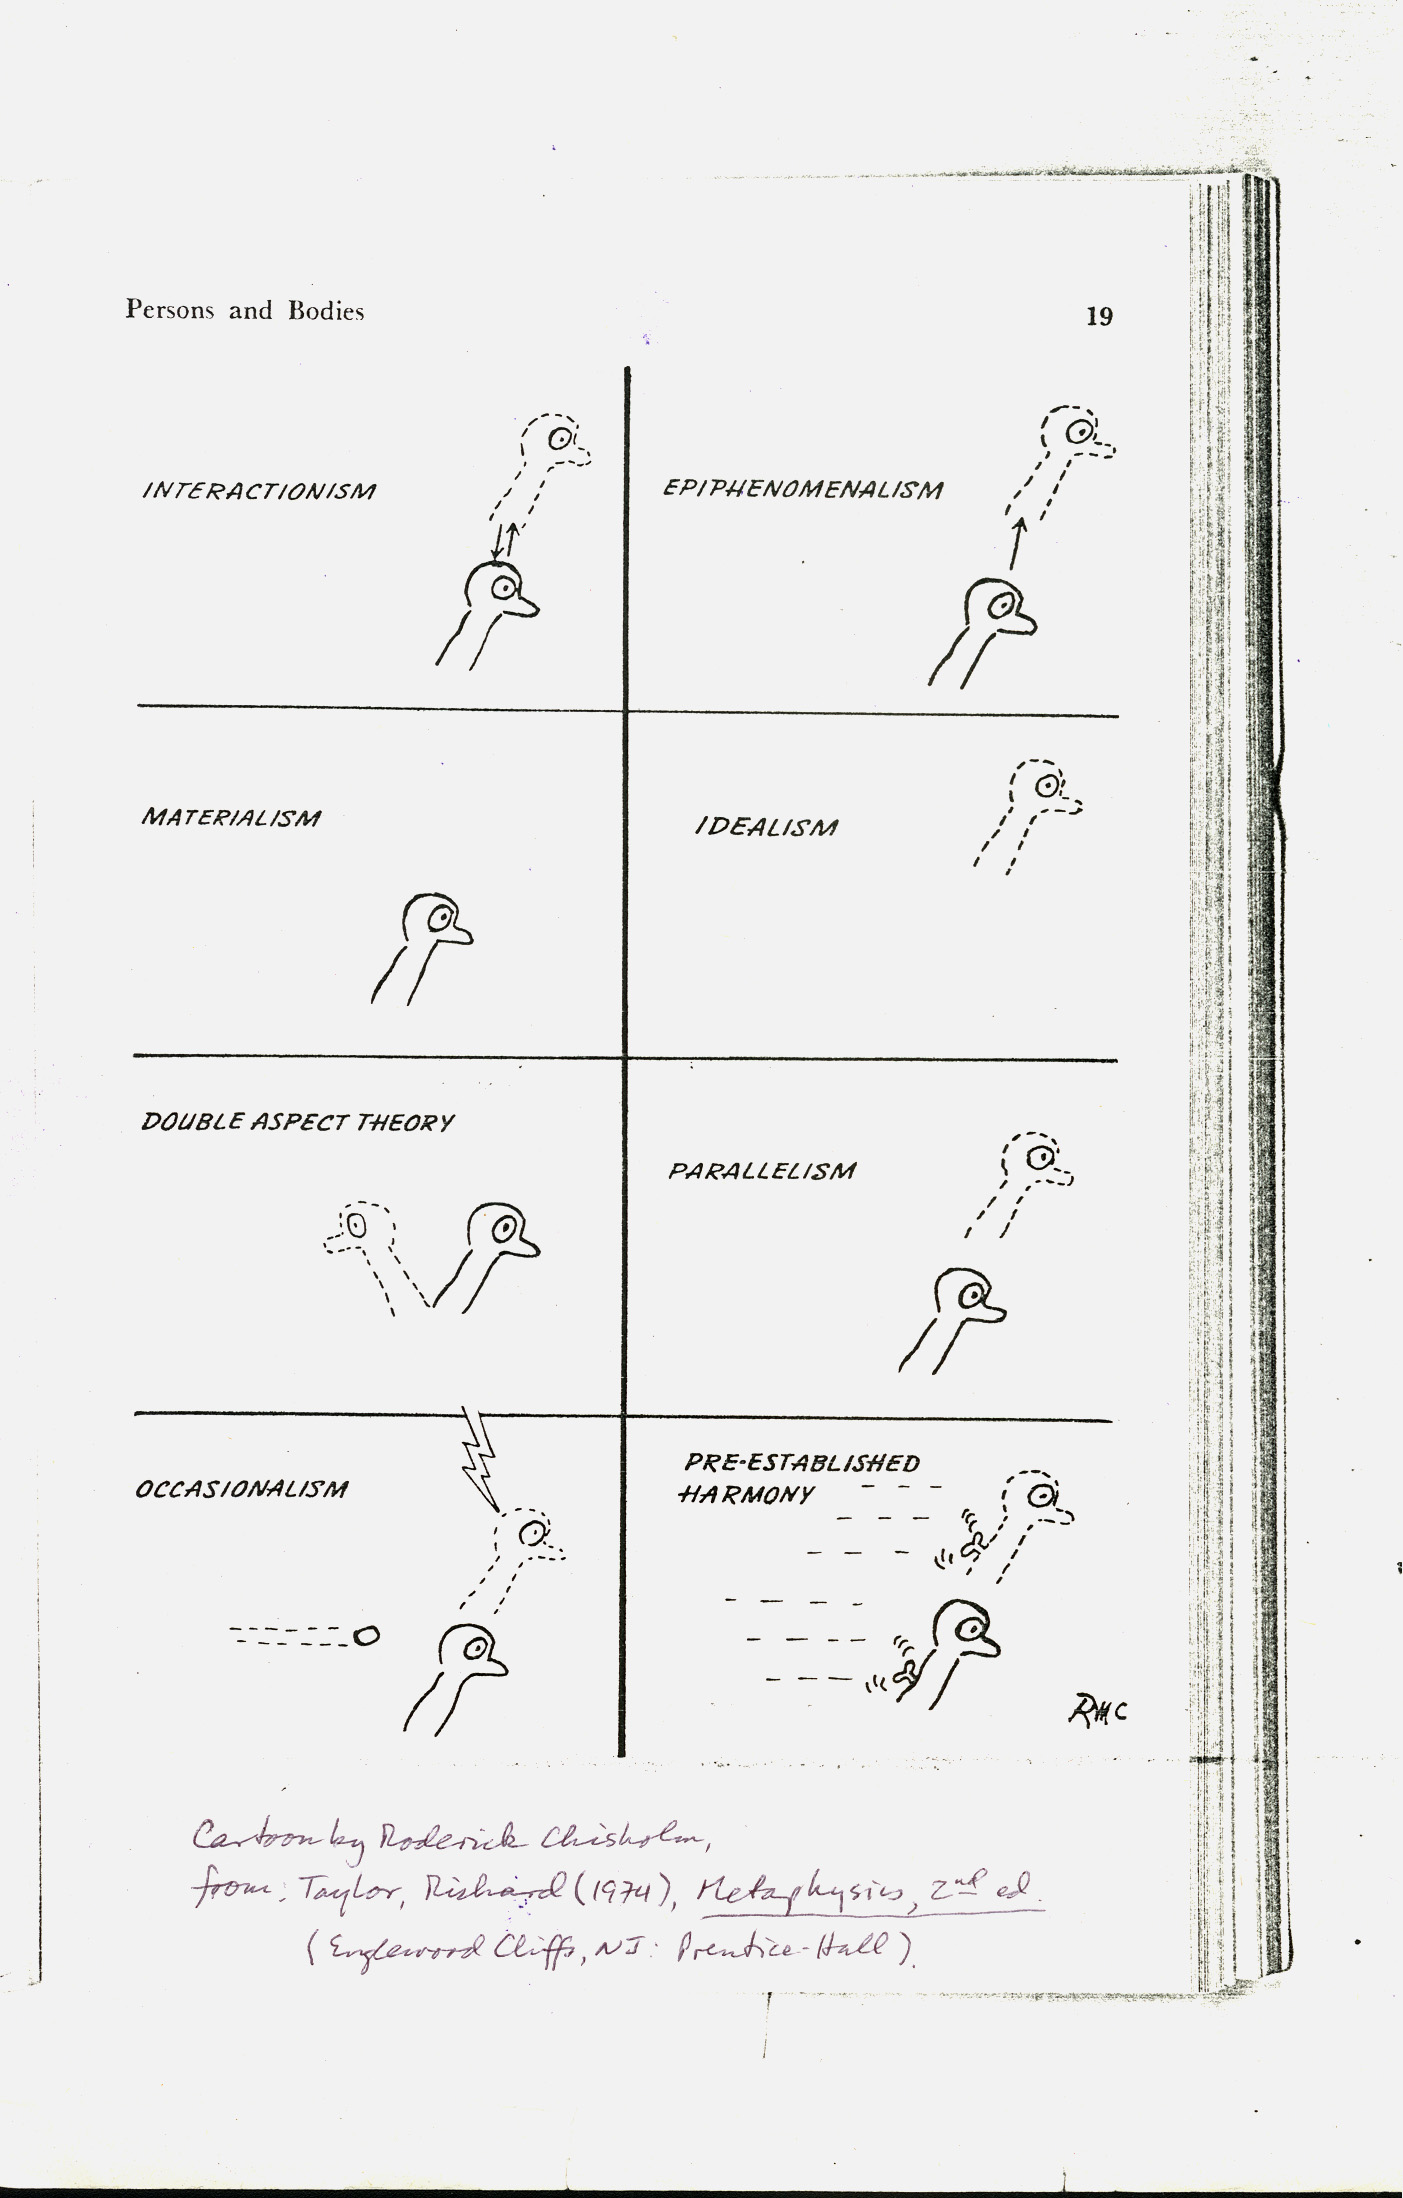 Persons and Bodies
19
INTERACTIONISM
EPIPHENOMENALISM
MATERIALISM
IDEALISM
DOUBLE ASPECT THEORY
PARALLELISM
OCCASIONALISM
PRE-ESTABLISHED
HARMONY
RMC
Cartoon by Roderick Chisholm,
from: Taylor, Richard (1974), Metaphysics, 2nd ed.
(Englewood Cliffs, NJ: Prentice-Hall).